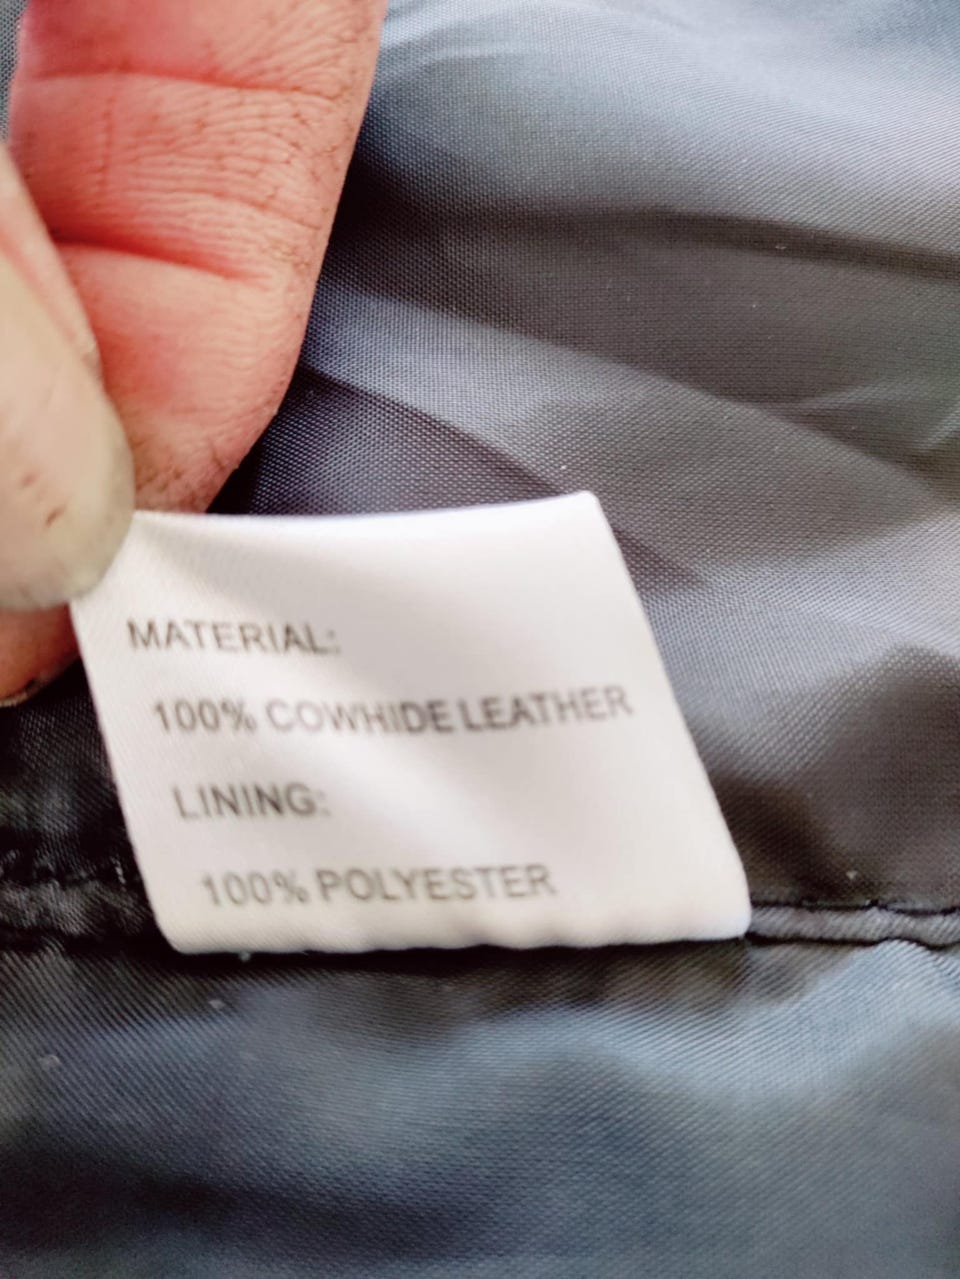 MATERIAL:
100% COWHIDE LEATHER
LINING:
100% POLYESTER